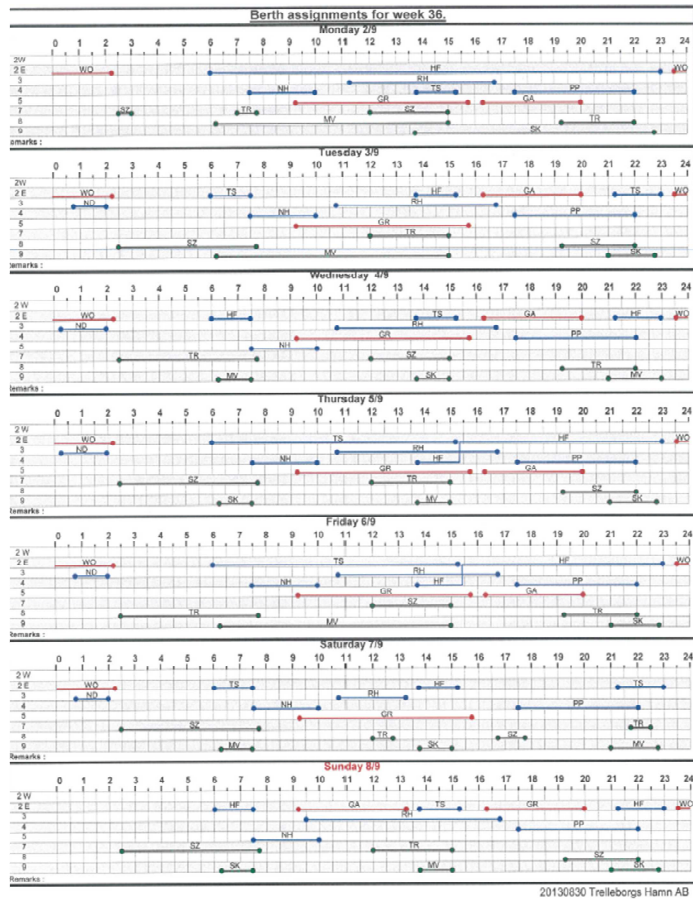 Berth assignments for week 36.
Monday 2/9
0 1 2 3 4 5 6 7 8 9 10 11 12 13 14 15 16 17 18 19 20 21 22 23 24
2W
2 E WO HF WO
3 RH
4 NH TS PP
5 GR GA
7 SZ TR SZ
8 MV TR
9 SK
Remarks :
Tuesday 3/9
0 1 2 3 4 5 6 7 8 9 10 11 12 13 14 15 16 17 18 19 20 21 22 23 24
2W
2 E WO TS HF GA TS WO
3 ND RH
4 NH PP
5 GR
7 TR
8 SZ SZ
9 MV SK
Remarks :
Wednesday 4/9
0 1 2 3 4 5 6 7 8 9 10 11 12 13 14 15 16 17 18 19 20 21 22 23 24
2 W
2 E WO HF TS GA HF WO
3 ND RH
4 GR PP
5 NH
7 TR SZ
8 TR
9 MV SK MV
Remarks :
Thursday 5/9
0 1 2 3 4 5 6 7 8 9 10 11 12 13 14 15 16 17 18 19 20 21 22 23 24
2 W
2 E WO TS HF WO
3 ND RH
4 NH HF PP
5 GR GA
7 SZ TR
8 SZ
9 SK MV SK
Remarks :
Friday 6/9
0 1 2 3 4 5 6 7 8 9 10 11 12 13 14 15 16 17 18 19 20 21 22 23 24
2 W
2 E WO TS HF WO
3 ND RH
4 NH HF PP
5 GR GA
7 SZ
8 TR TR
9 MV SK
Remarks :
Saturday 7/9
0 1 2 3 4 5 6 7 8 9 10 11 12 13 14 15 16 17 18 19 20 21 22 23 24
2 W
2 E WO TS HF TS
3 ND RH
4 NH PP
5 GR
7 SZ TR
8 TR SZ
9 MV SK MV
Remarks :
Sunday 8/9
0 1 2 3 4 5 6 7 8 9 10 11 12 13 14 15 16 17 18 19 20 21 22 23 24
2 W
2 E HF GA TS GR HF WO
3 RH
4 PP
5 NH
7 SZ TR
8 SZ
9 SK MV SK
Remarks :
20130830 Trelleborgs Hamn AB